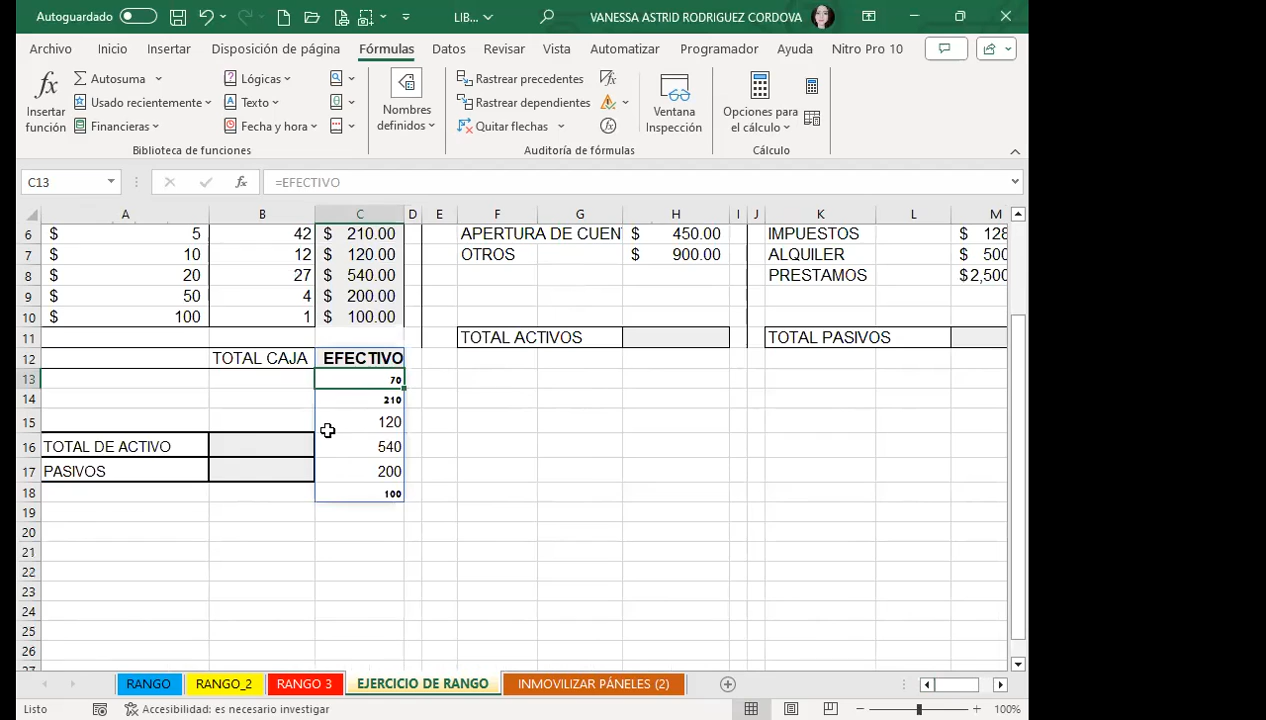 Autoguardado LIB... VANESSA ASTRID RODRIGUEZ CORDOVA
Archivo Inicio Insertar Disposición de página Fórmulas Datos Revisar Vista Automatizar Programador Ayuda Nitro Pro 10
fx Insertar función
Autosuma
Usado recientemente
Financieras
Lógicas
Texto
Fecha y hora
Biblioteca de funciones
Nombres definidos
Rastrear precedentes
Rastrear dependientes
Quitar flechas
Auditoría de fórmulas
Ventana Inspección
Opciones para el cálculo
Cálculo
C13 fx =EFECTIVO
A B C D E F G H I J K L M
6 $ 5 42 $ 210.00 APERTURA DE CUEN $ 450.00 IMPUESTOS $ 128
7 $ 10 12 $ 120.00 OTROS $ 900.00 ALQUILER $ 500
8 $ 20 27 $ 540.00 PRESTAMOS $2,500
9 $ 50 4 $ 200.00
10 $ 100 1 $ 100.00
11 TOTAL ACTIVOS TOTAL PASIVOS
12 TOTAL CAJA EFECTIVO
13 70
14 210
15 120
16 TOTAL DE ACTIVO 540
17 PASIVOS 200
18 100
19
20
21
22
23
24
25
26
27
RANGO RANGO_2 RANGO 3 EJERCICIO DE RANGO INMOVILIZAR PÁNELES (2)
Listo Accesibilidad: es necesario investigar 100%